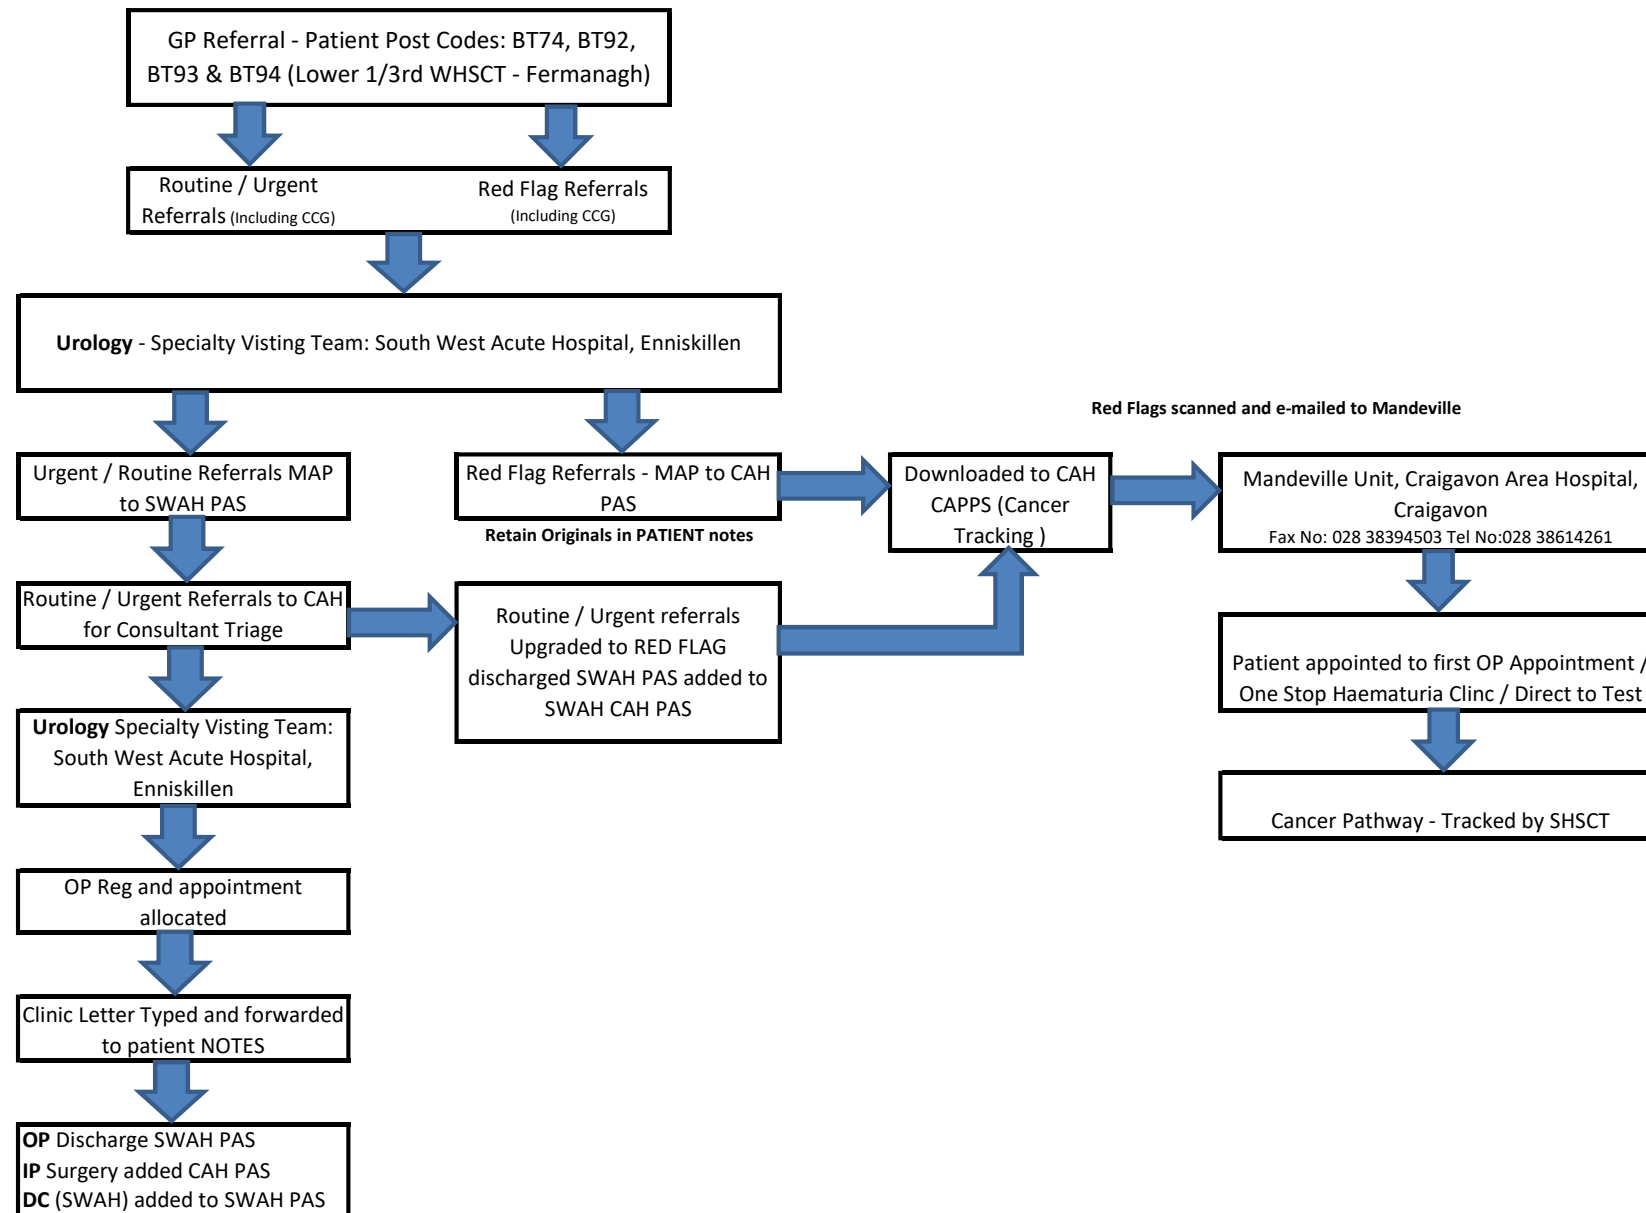 GP Referral - Patient Post Codes: BT74, BT92,
BT93 & BT94 (Lower 1/3rd WHSCT - Fermanagh)
Routine / Urgent
Referrals (Including CCG)
Red Flag Referrals
(Including CCG)
Urology - Specialty Visting Team: South West Acute Hospital, Enniskillen
Red Flags scanned and e-mailed to Mandeville
Urgent / Routine Referrals MAP
to SWAH PAS
Red Flag Referrals - MAP to CAH
PAS
Retain Originals in PATIENT notes
Downloaded to CAH
CAPPS (Cancer
Tracking )
Mandeville Unit, Craigavon Area Hospital,
Craigavon
Fax No: 028 38394503 Tel No:028 38614261
Routine / Urgent Referrals to CAH
for Consultant Triage
Routine / Urgent referrals
Upgraded to RED FLAG
discharged SWAH PAS added to
SWAH CAH PAS
Patient appointed to first OP Appointment /
One Stop Haematuria Clinc / Direct to Test
Urology Specialty Visting Team:
South West Acute Hospital,
Enniskillen
Cancer Pathway - Tracked by SHSCT
OP Reg and appointment
allocated
Clinic Letter Typed and forwarded
to patient NOTES
OP Discharge SWAH PAS
IP Surgery added CAH PAS
DC (SWAH) added to SWAH PAS